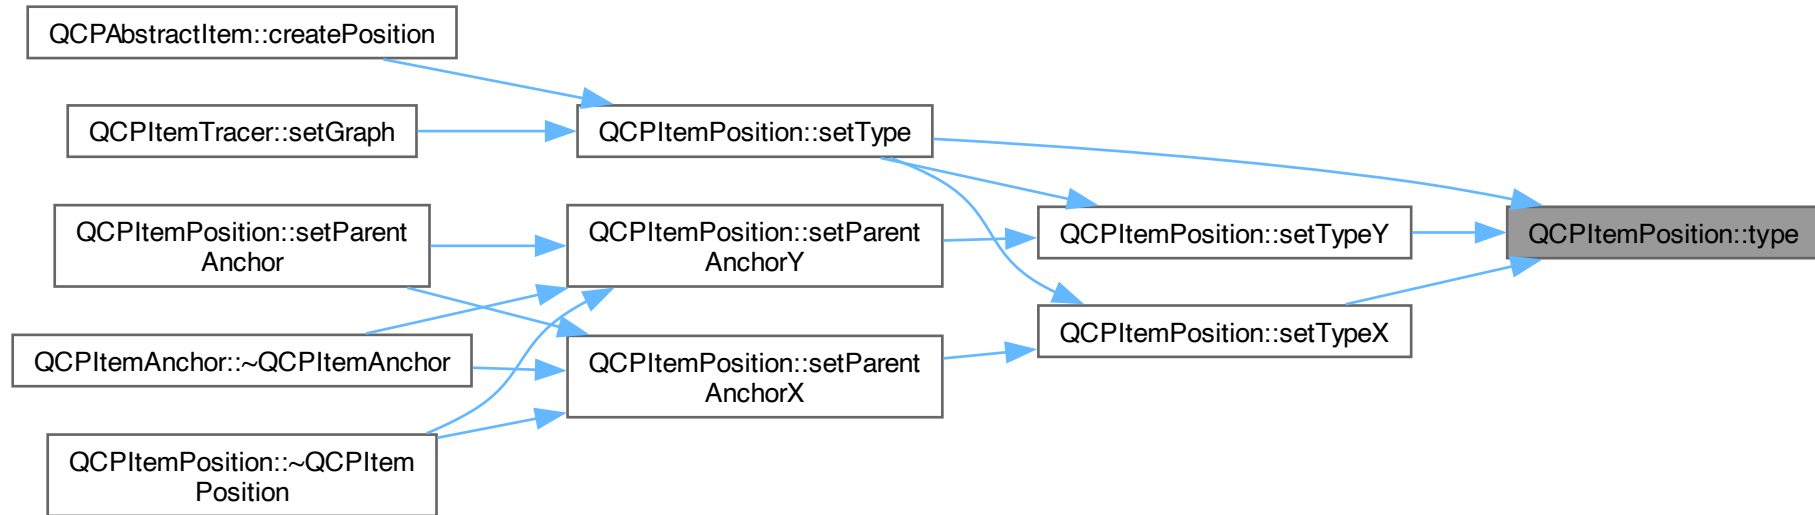 QCPAbstractItem::createPosition
QCPItemTracer::setGraph
QCPItemPosition::setType
QCPItemPosition::setParent
Anchor
QCPItemPosition::setParent
AnchorY
QCPItemPosition::setTypeY
QCPItemPosition::type
QCPItemAnchor::~QCPItemAnchor
QCPItemPosition::setParent
AnchorX
QCPItemPosition::setTypeX
QCPItemPosition::~QCPItem
Position